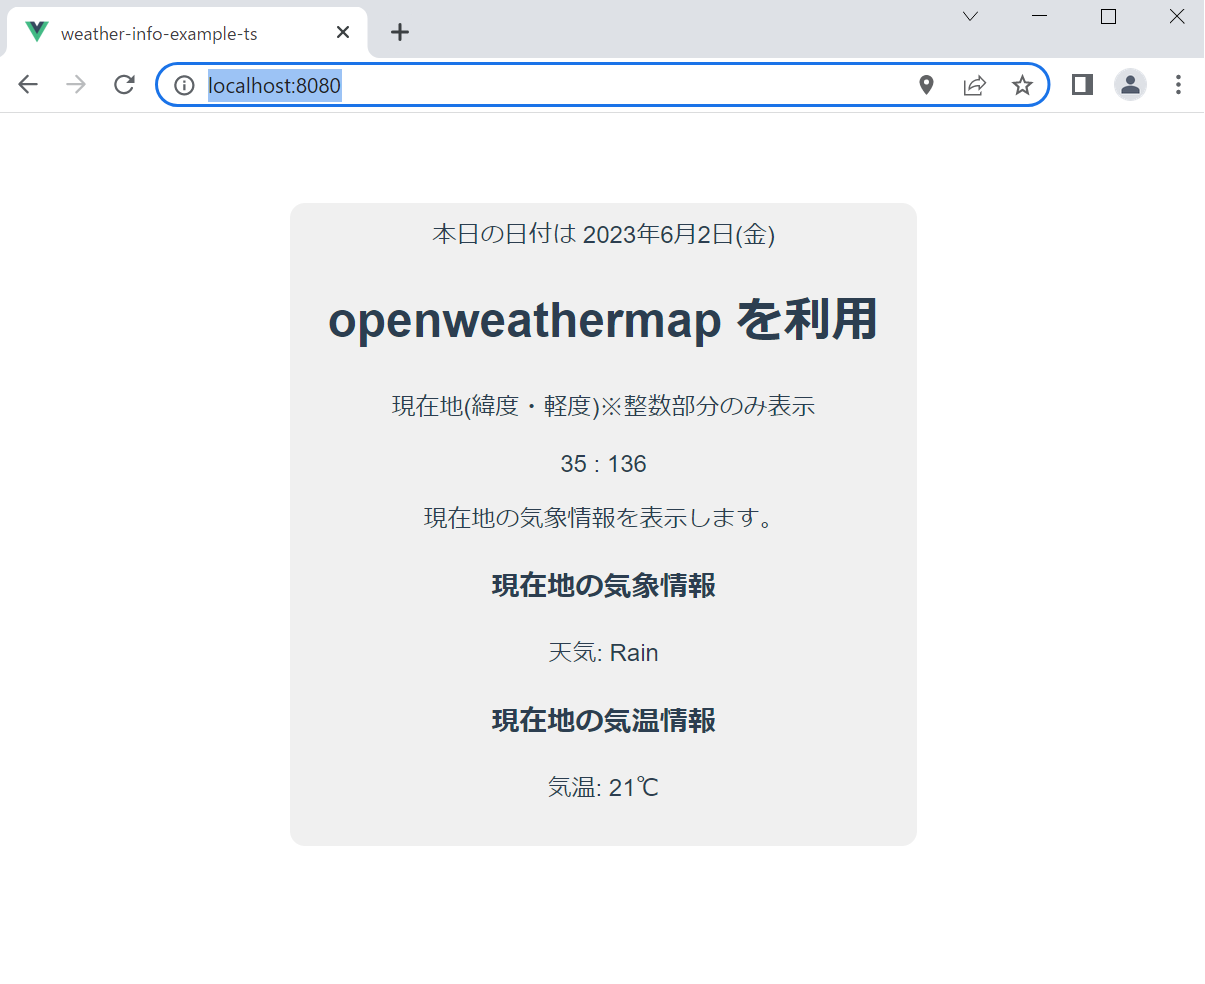 weather-info-example-ts
localhost:8080
本日の日付は 2023年6月2日(金)
openweathermap を利用
現在地(緯度・軽度)※整数部分のみ表示
35 : 136
現在地の気象情報を表示します。
現在地の気象情報
天気: Rain
現在地の気温情報
気温: 21℃